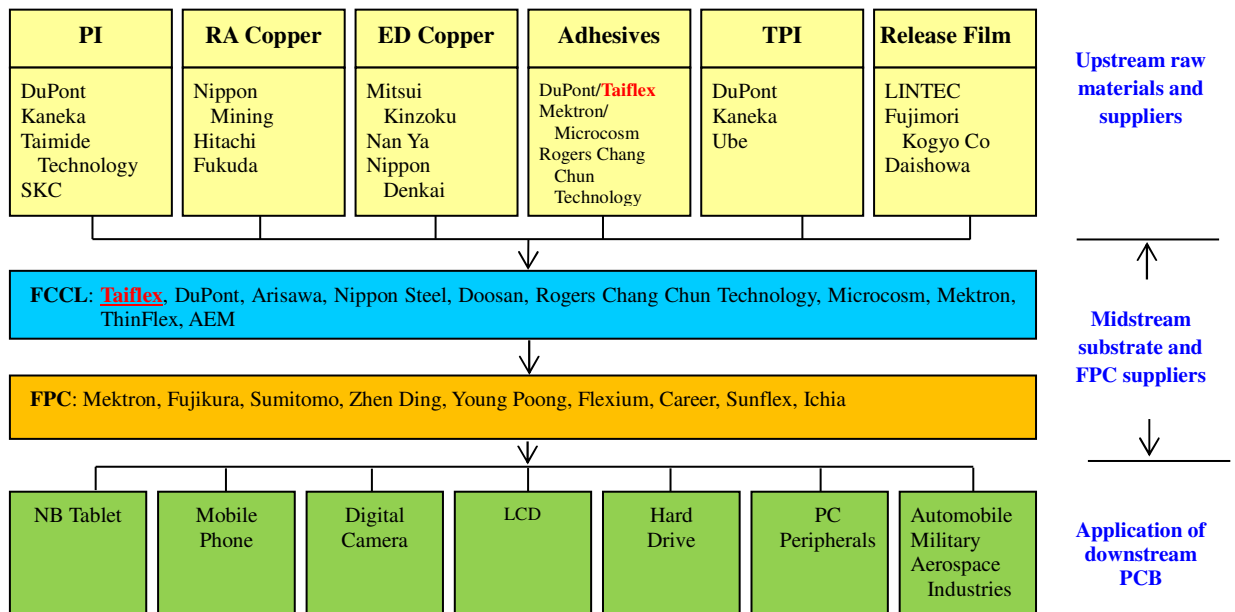 PI
DuPont
Kaneka
Taimide
Technology
SKC
RA Copper
Nippon
Mining
Hitachi
Fukuda
ED Copper
Mitsui
Kinzoku
Nan Ya
Nippon
Denkai
Adhesives
DuPont/Taiflex
Mektron/
Microcosm
Rogers Chang
Chun
Technology
TPI
DuPont
Kaneka
Ube
Release Film
LINTEC
Fujimori
Kogyo Co
Daishowa
Upstream raw
materials and
suppliers
FCCL: Taiflex, DuPont, Arisawa, Nippon Steel, Doosan, Rogers Chang Chun Technology, Microcosm, Mektron,
ThinFlex, AEM
FPC: Mektron, Fujikura, Sumitomo, Zhen Ding, Young Poong, Flexium, Career, Sunflex, Ichia
Midstream
substrate and
FPC suppliers
NB Tablet
Mobile
Phone
Digital
Camera
LCD
Hard
Drive
PC
Peripherals
Automobile
Military
Aerospace
Industries
Application of
downstream
PCB